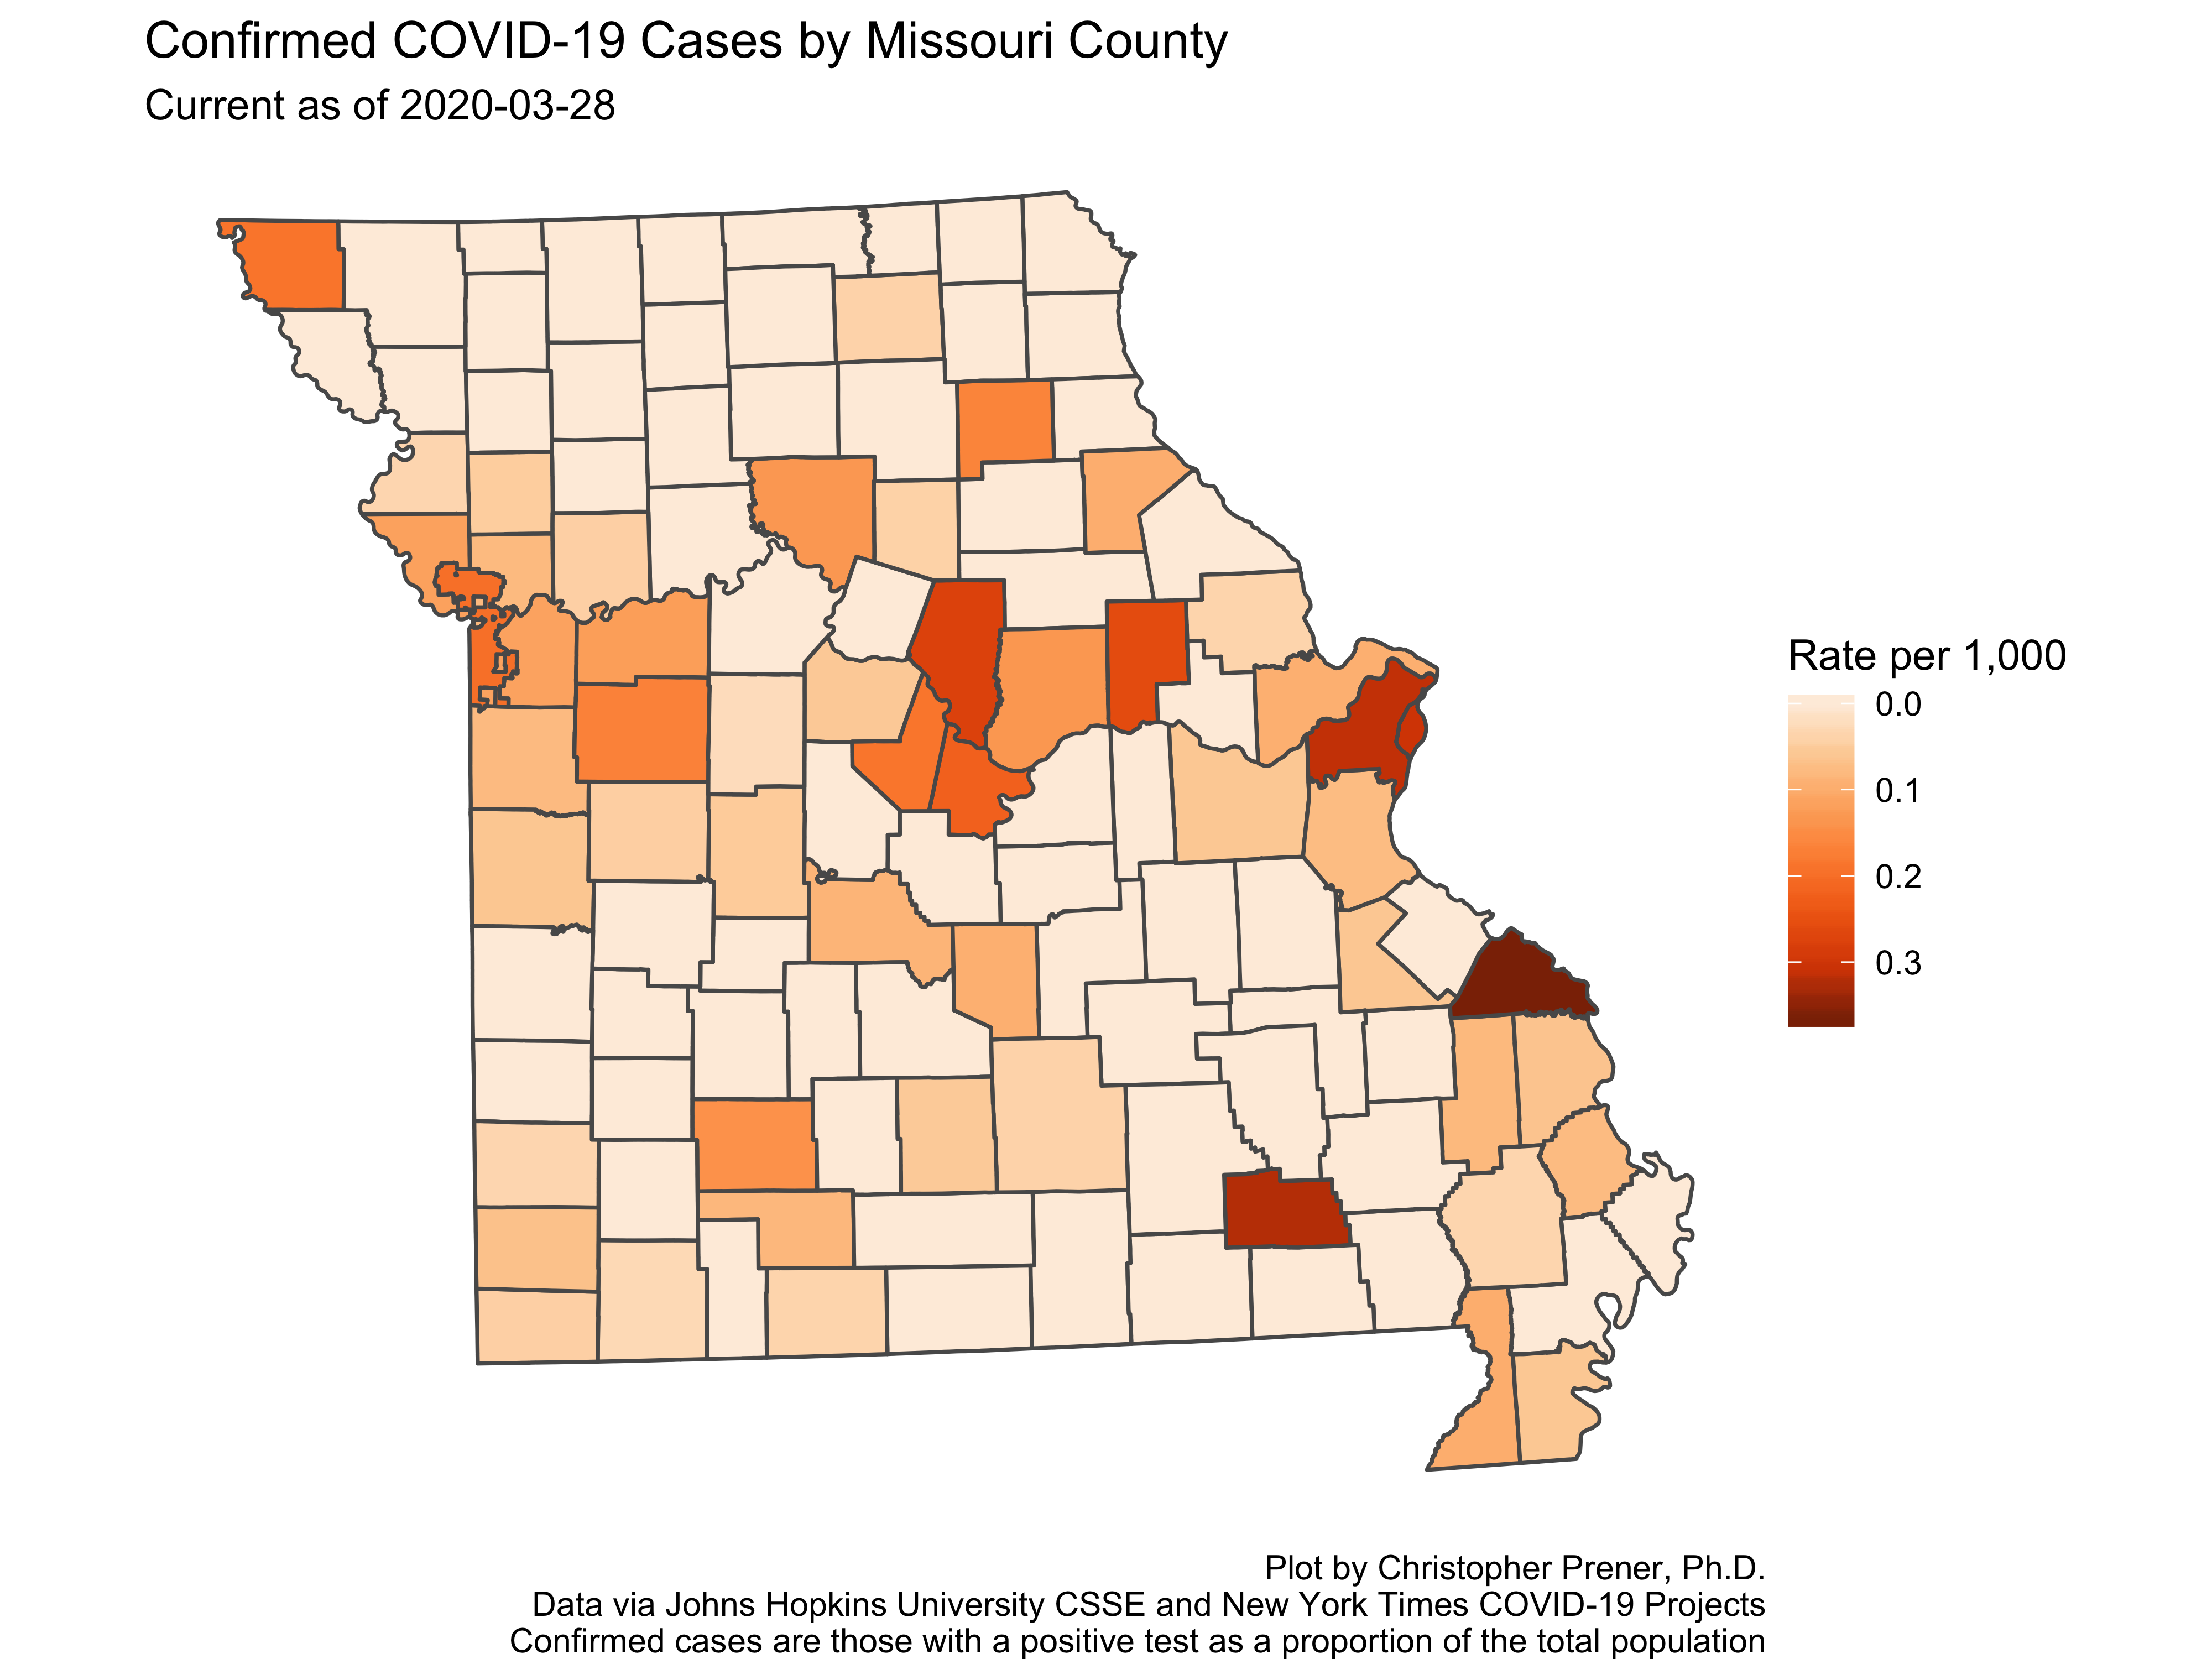 Confirmed COVID-19 Cases by Missouri County
Current as of 2020-03-28
Rate per 1,000
0.0
0.1
0.2
0.3
Plot by Christopher Prener, Ph.D.
Data via Johns Hopkins University CSSE and New York Times COVID-19 Projects
Confirmed cases are those with a positive test as a proportion of the total population